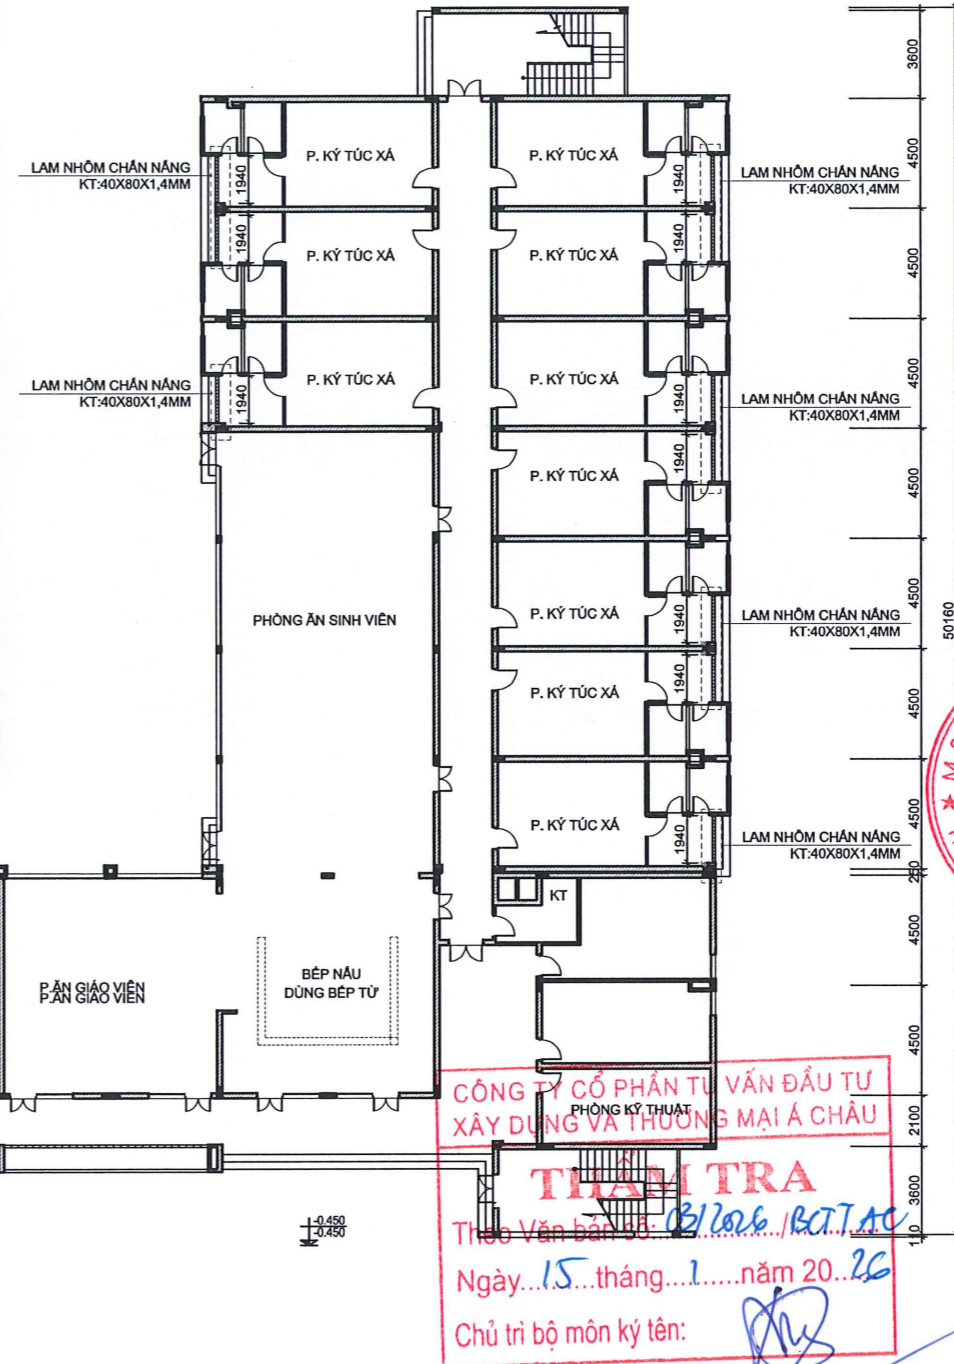 3600
P. KÝ TÚC XÁ
P. KÝ TÚC XÁ
4500
LAM NHÔM CHẮN NẮNG
KT:40X80X1,4MM
1940
1940
LAM NHÔM CHẮN NẮNG
KT:40X80X1,4MM
1940
P. KÝ TÚC XÁ
P. KÝ TÚC XÁ
1940
4500
P. KÝ TÚC XÁ
P. KÝ TÚC XÁ
4500
LAM NHÔM CHẮN NẮNG
KT:40X80X1,4MM
1940
1940
LAM NHÔM CHẮN NẮNG
KT:40X80X1,4MM
P. KÝ TÚC XÁ
1940
4500
PHÒNG ĂN SINH VIÊN
P. KÝ TÚC XÁ
1940
4500
LAM NHÔM CHẮN NẮNG
KT:40X80X1,4MM
50160
P. KÝ TÚC XÁ
1940
4500
P. KÝ TÚC XÁ
1940
4500
LAM NHÔM CHẮN NẮNG
KT:40X80X1,4MM
250
KT
4500
P.ĂN GIÁO VIÊN
P.ĂN GIÁO VIÊN
BẾP NẤU
DÙNG BẾP TỪ
4500
CÔNG TY CỔ PHẦN TƯ VẤN ĐẦU TƯ
PHÒNG KỸ THUẬT
XÂY DỰNG VÀ THƯƠNG MẠI Á CHÂU
2100
THẨM TRA
3600
Theo Văn bản số: 03/2026/BCTTAC
110
-0.450
-0.450
Ngày...15...tháng...1...năm 20..26
Chủ trì bộ môn ký tên: